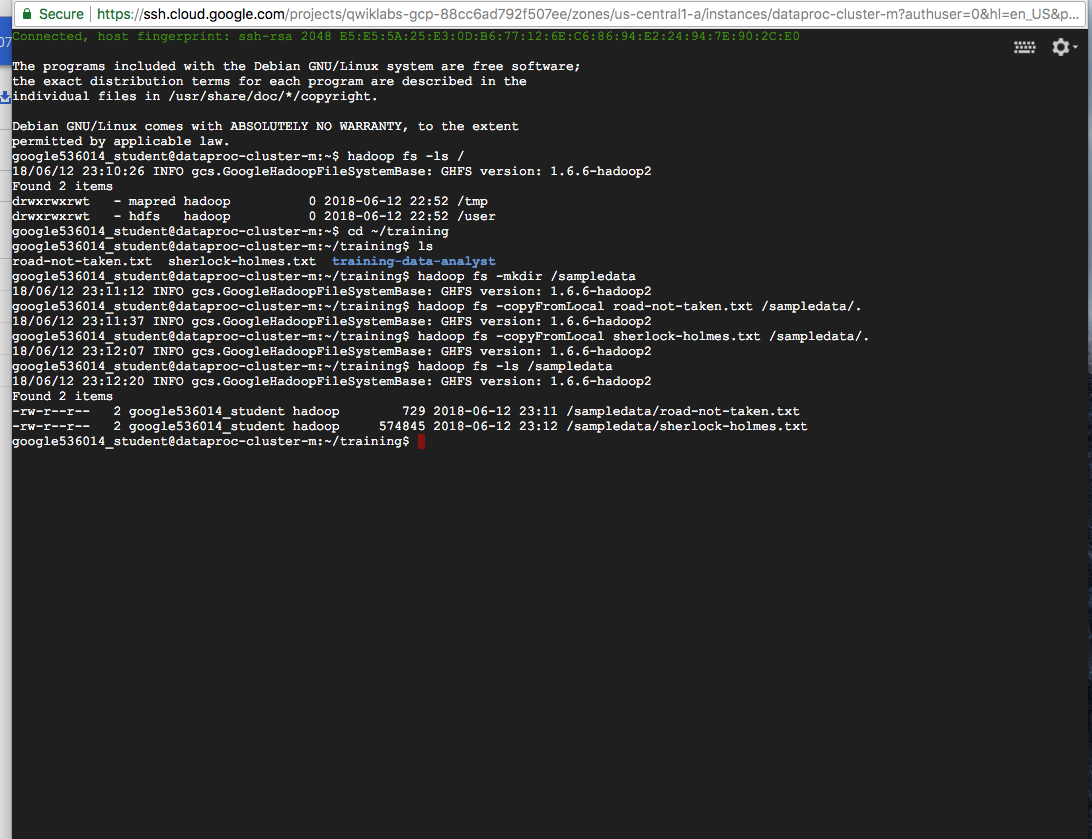 Secure | https://ssh.cloud.google.com/projects/qwiklabs-gcp-88cc6ad792f507ee/zones/us-central1-a/instances/dataproc-cluster-m?authuser=0&hl=en_US&p...
07
Connected, host fingerprint: ssh-rsa 2048 E5:E5:5A:25:E3:0D:B6:77:12:6E:C6:86:94:E2:24:94:7E:90:2C:E0
The programs included with the Debian GNU/Linux system are free software;
the exact distribution terms for each program are described in the
individual files in /usr/share/doc/*/copyright.
Debian GNU/Linux comes with ABSOLUTELY NO WARRANTY, to the extent
permitted by applicable law.
google536014_student@dataproc-cluster-m:~$ hadoop fs -ls /
18/06/12 23:10:26 INFO gcs.GoogleHadoopFileSystemBase: GHFS version: 1.6.6-hadoop2
Found 2 items
drwxrwxrwt   - mapred hadoop          0 2018-06-12 22:52 /tmp
drwxrwxrwt   - hdfs   hadoop          0 2018-06-12 22:52 /user
google536014_student@dataproc-cluster-m:~$ cd ~/training
google536014_student@dataproc-cluster-m:~/training$ ls
road-not-taken.txt  sherlock-holmes.txt  training-data-analyst
google536014_student@dataproc-cluster-m:~/training$ hadoop fs -mkdir /sampledata
18/06/12 23:11:12 INFO gcs.GoogleHadoopFileSystemBase: GHFS version: 1.6.6-hadoop2
google536014_student@dataproc-cluster-m:~/training$ hadoop fs -copyFromLocal road-not-taken.txt /sampledata/.
18/06/12 23:11:37 INFO gcs.GoogleHadoopFileSystemBase: GHFS version: 1.6.6-hadoop2
google536014_student@dataproc-cluster-m:~/training$ hadoop fs -copyFromLocal sherlock-holmes.txt /sampledata/.
18/06/12 23:12:07 INFO gcs.GoogleHadoopFileSystemBase: GHFS version: 1.6.6-hadoop2
google536014_student@dataproc-cluster-m:~/training$ hadoop fs -ls /sampledata
18/06/12 23:12:20 INFO gcs.GoogleHadoopFileSystemBase: GHFS version: 1.6.6-hadoop2
Found 2 items
-rw-r--r--   2 google536014_student hadoop        729 2018-06-12 23:11 /sampledata/road-not-taken.txt
-rw-r--r--   2 google536014_student hadoop     574845 2018-06-12 23:12 /sampledata/sherlock-holmes.txt
google536014_student@dataproc-cluster-m:~/training$